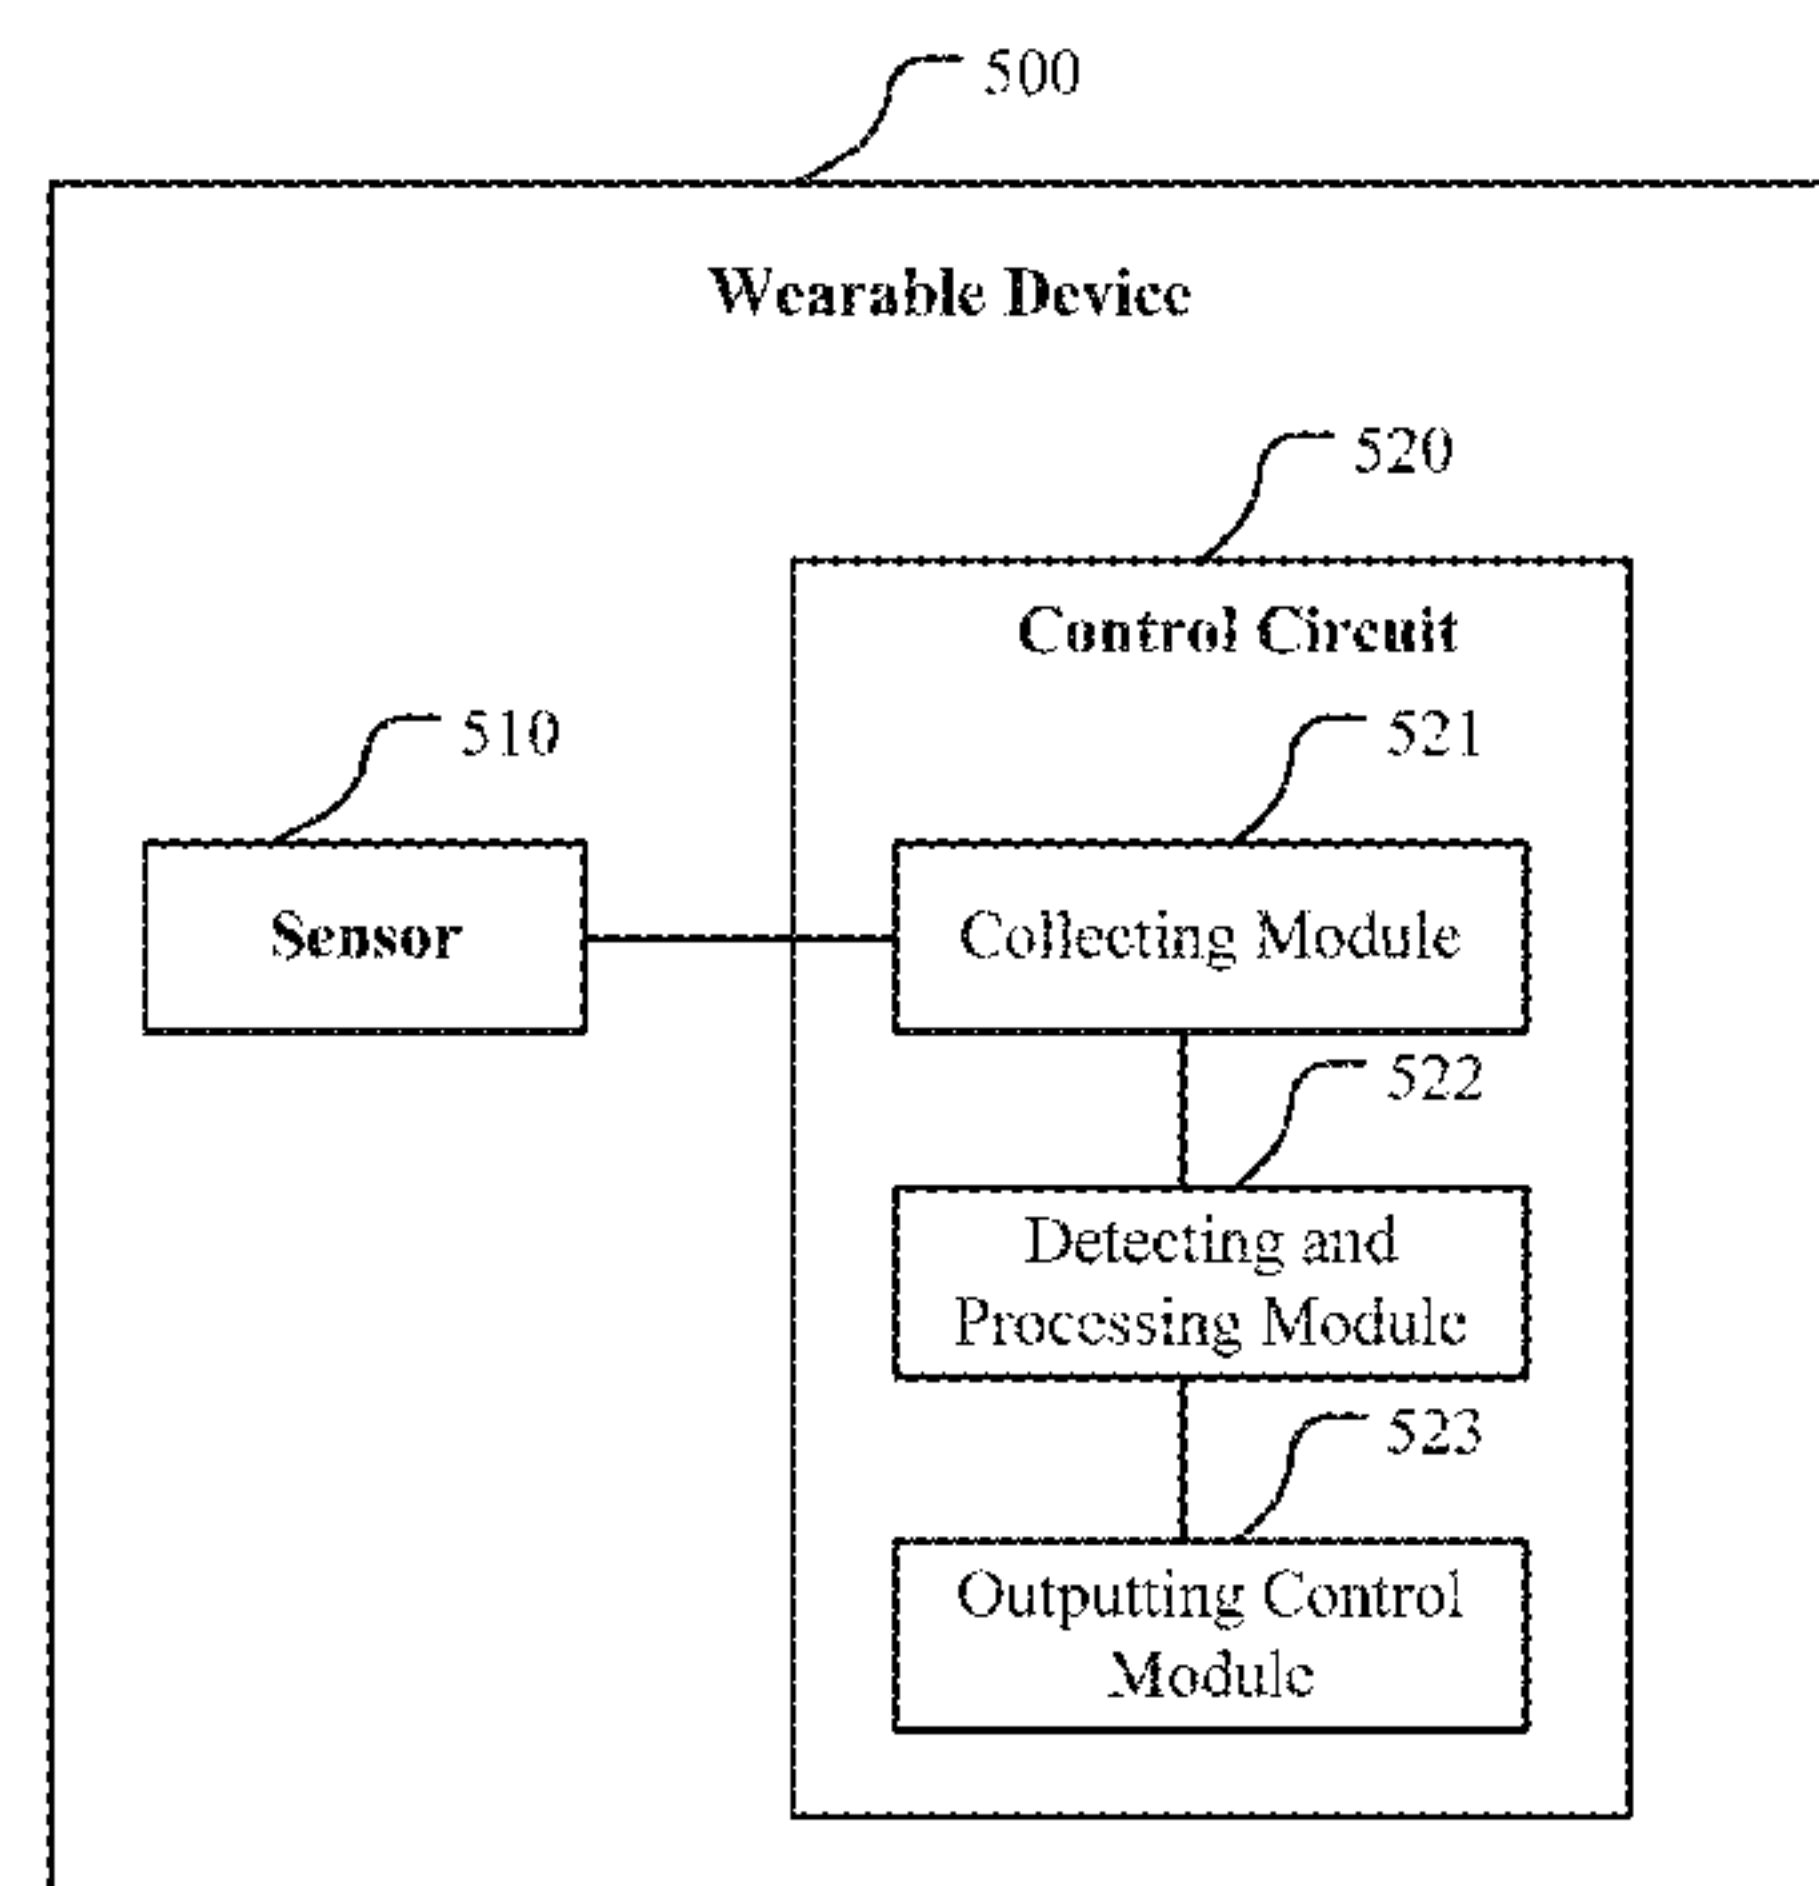 500
Wearable Device
520
Control Circuit
510
521
Sensor
Collecting Module
522
Detecting and
Processing Module
523
Outputting Control
Module